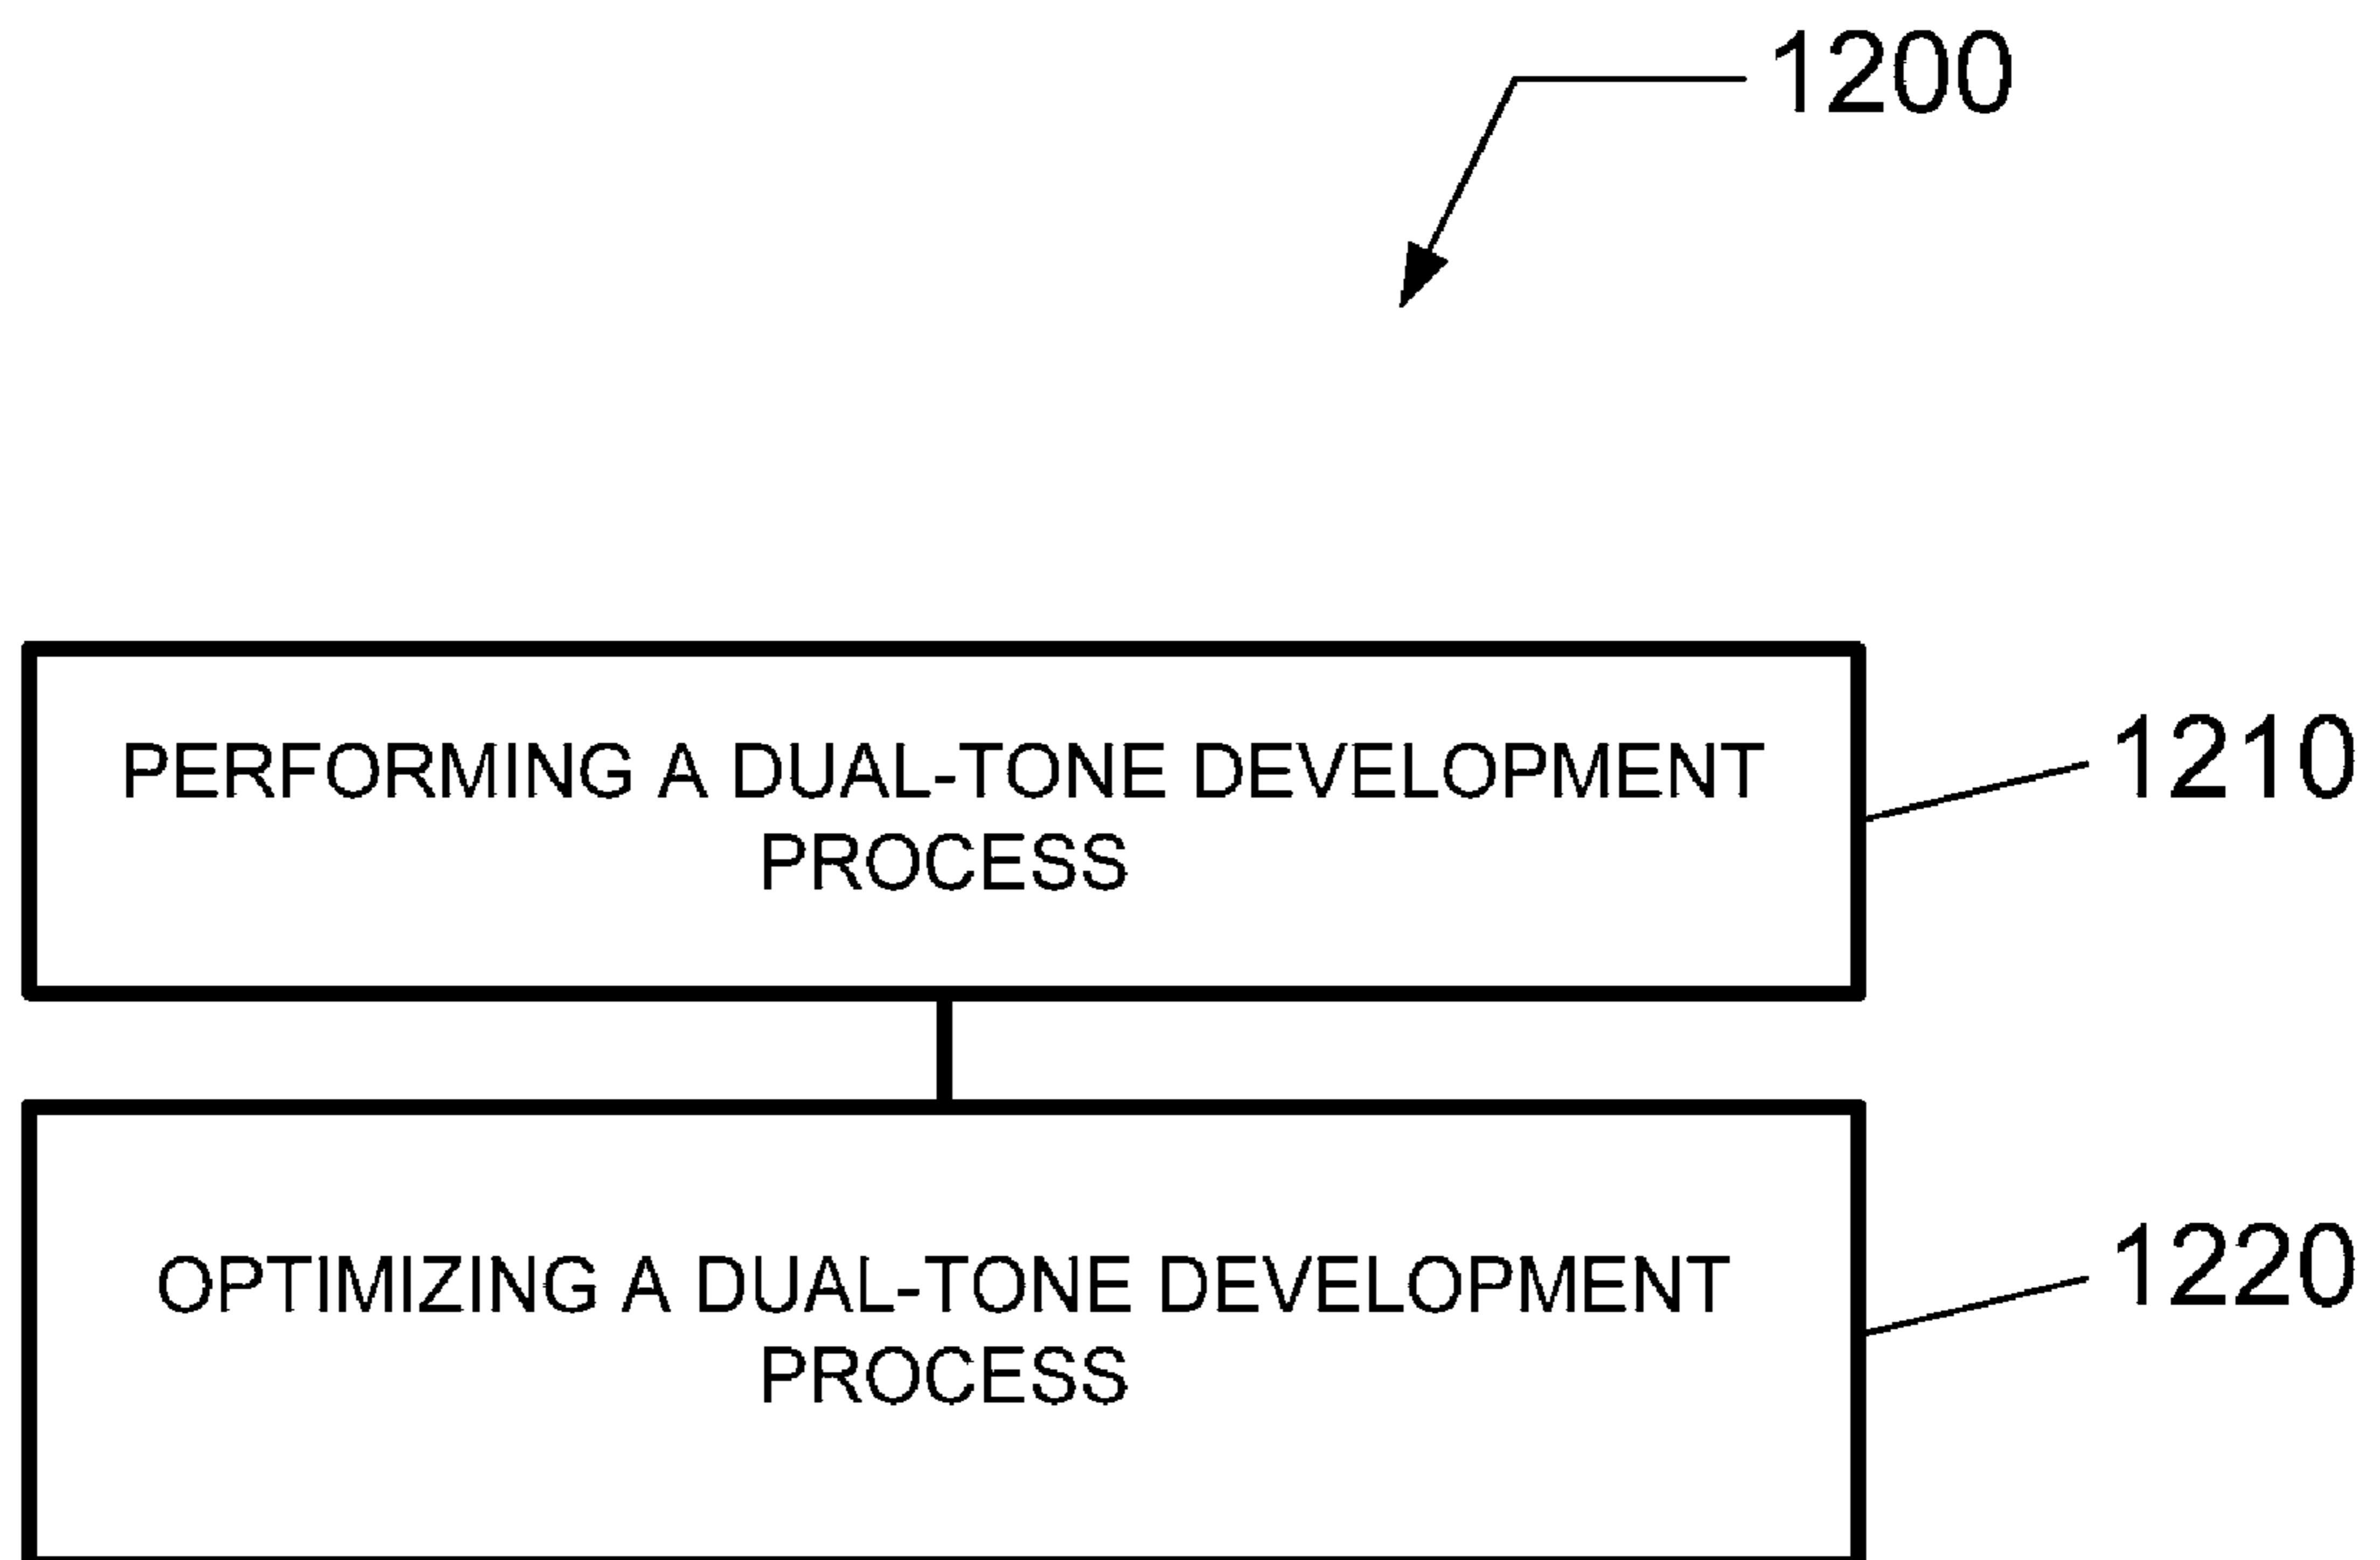 1200
PERFORMING A DUAL-TONE DEVELOPMENT
PROCESS
1210
OPTIMIZING A DUAL-TONE DEVELOPMENT
PROCESS
1220